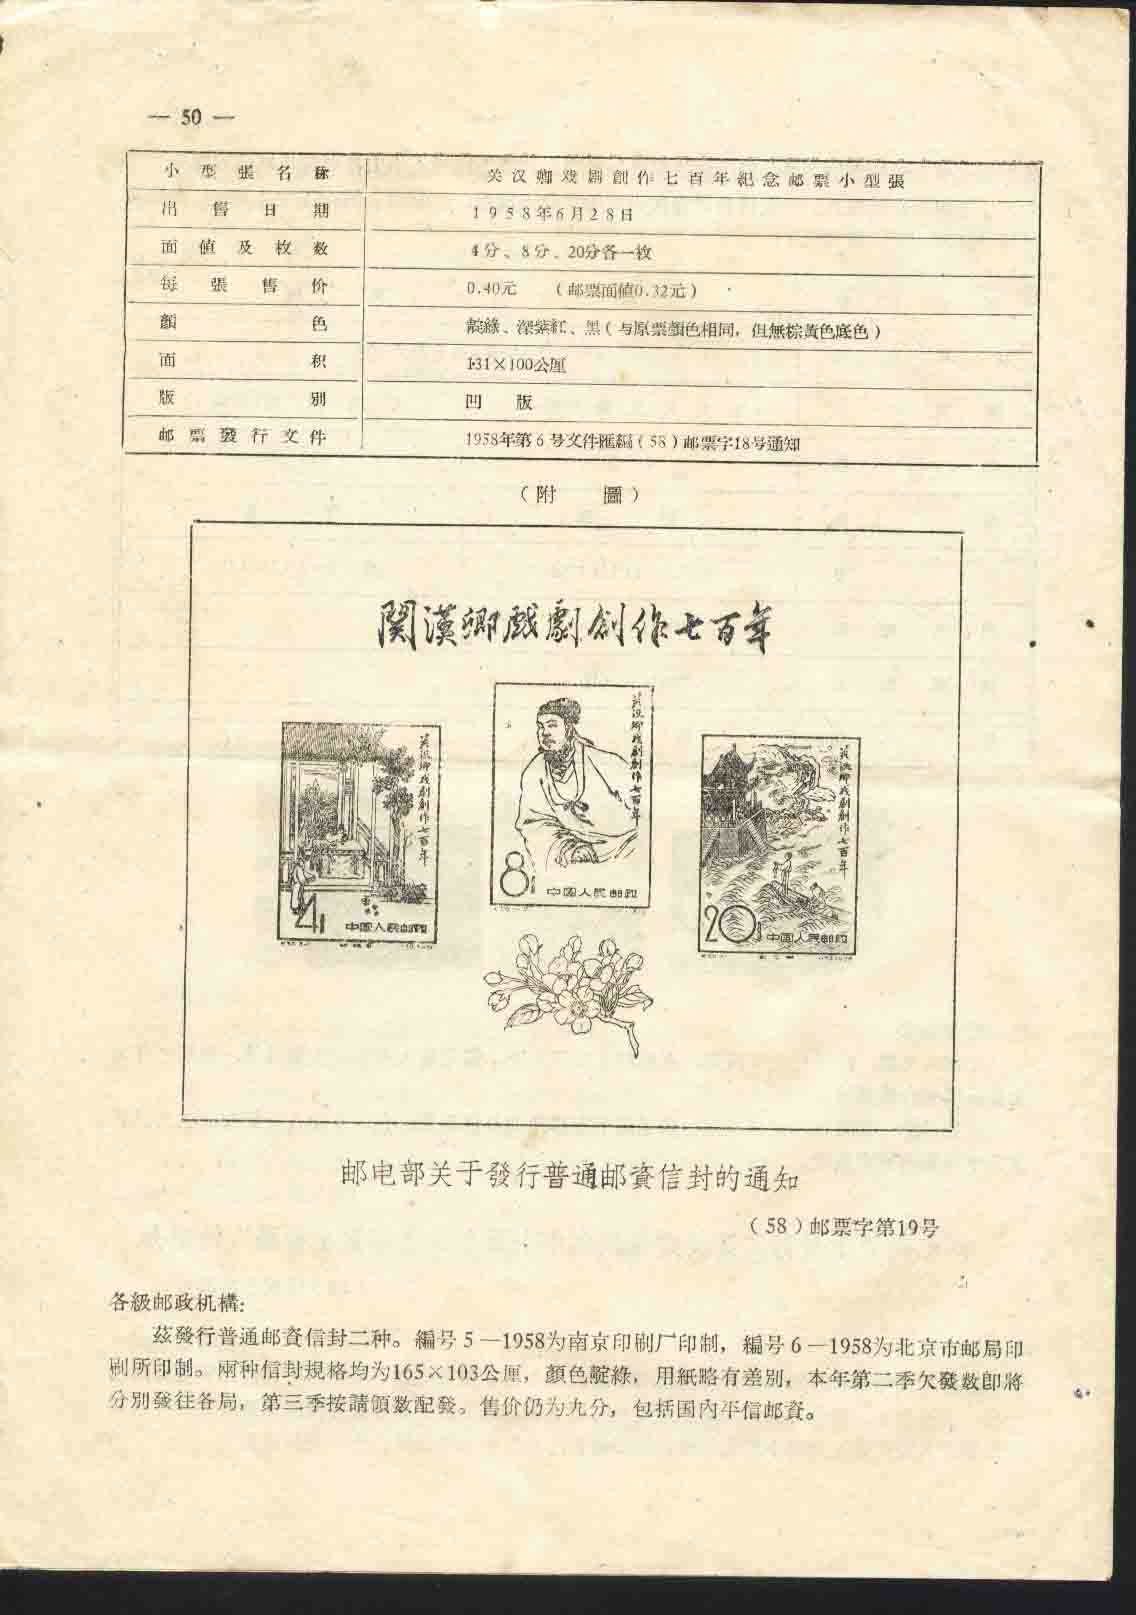 — 50 —
小型張名称 关汉卿戏剧創作七百年紀念邮票小型張
出售日期 1958年6月28日
面値及枚数 4分、8分、20分各一枚
每張售价 0.40元 （邮票面値0.32元）
顏色 靛綠、深紫紅、黑（与原票顏色相同，但無棕黃色底色）
面积 131×100公厘
版別 凹版
邮票發行文件 1958年第6号文件匯編（58）邮票字18号通知
（附圖）
関漢卿戲劇創作七百年
关汉卿戏剧創作七百年
4
中国人民邮政
关汉卿戏剧創作七百年
8
中国人民邮政
关汉卿戏剧創作七百年
20
中国人民邮政
邮电部关于發行普通邮資信封的通知
（58）邮票字第19号
各級邮政机構：
茲發行普通邮資信封二种。編号5—1958为南京印刷厂印制，編号6—1958为北京市邮局印
刷所印制。兩种信封規格均为165×103公厘，顏色靛綠，用紙略有差別，本年第二季欠發数卽將
分別發往各局，第三季按請領数配發。售价仍为九分，包括国內平信邮資。